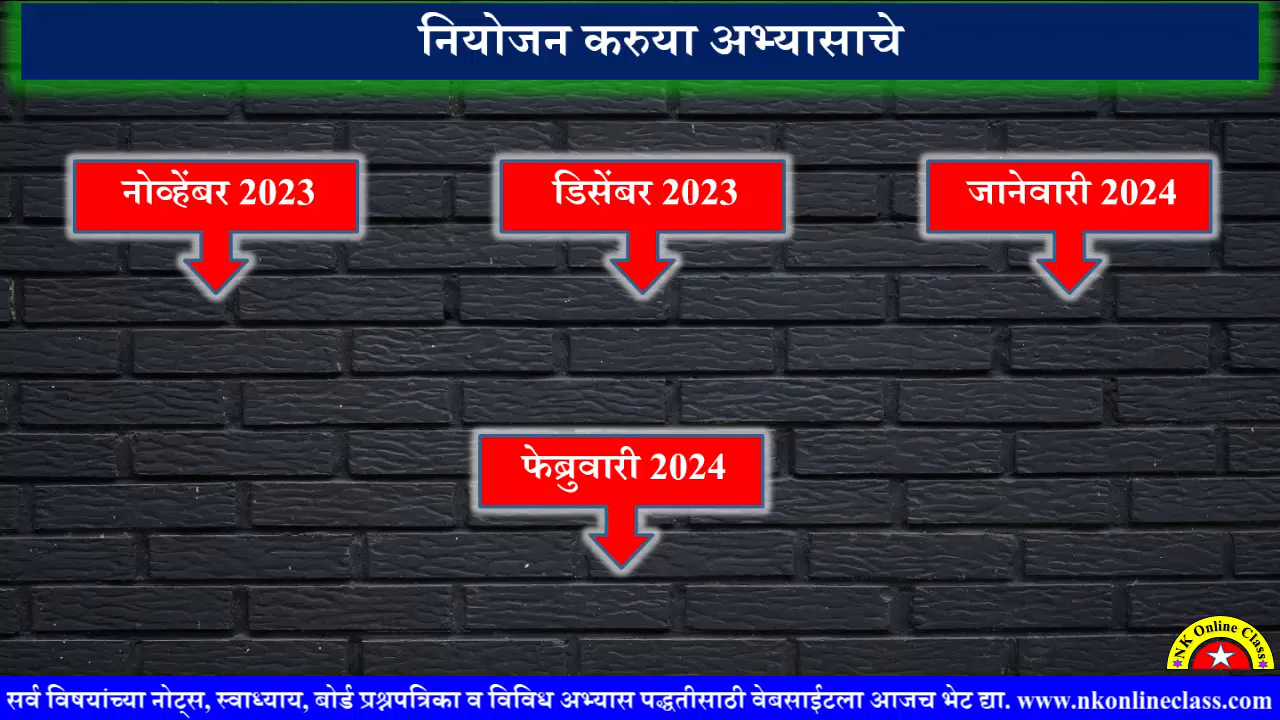 नियोजन करुया अभ्यासाचे
नोव्हेंबर 2023
डिसेंबर 2023
जानेवारी 2024
फेब्रुवारी 2024
NK Online Class
सर्व विषयांच्या नोट्स, स्वाध्याय, बोर्ड प्रश्नपत्रिका व विविध अभ्यास पद्धतीसाठी वेबसाईटला आजच भेट द्या. www.nkonlineclass.com